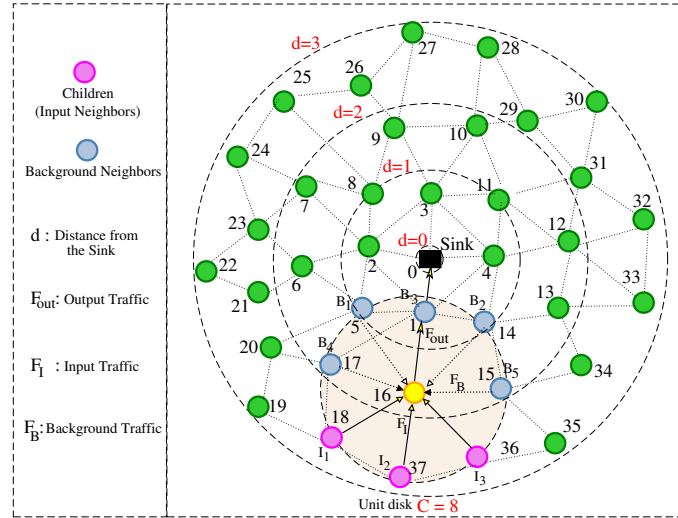 Children
(Input Neighbors)
Background Neighbors
d : Distance from
the Sink
Fout: Output Traffic
FI : Input Traffic
FB: Background Traffic
d=3
27
28
26
25
30
d=2
29
9
10
24
d=1
31
8
11
7
3
32
23
12
d=0
Sink
2
0
4
22
6
33
21
B1
B3
B2
13
5
1
Fout
14
20
B4
17
FB
15
B5
34
16
19
18
FI
35
36
I1
I2
37
I3
Unit disk C = 8